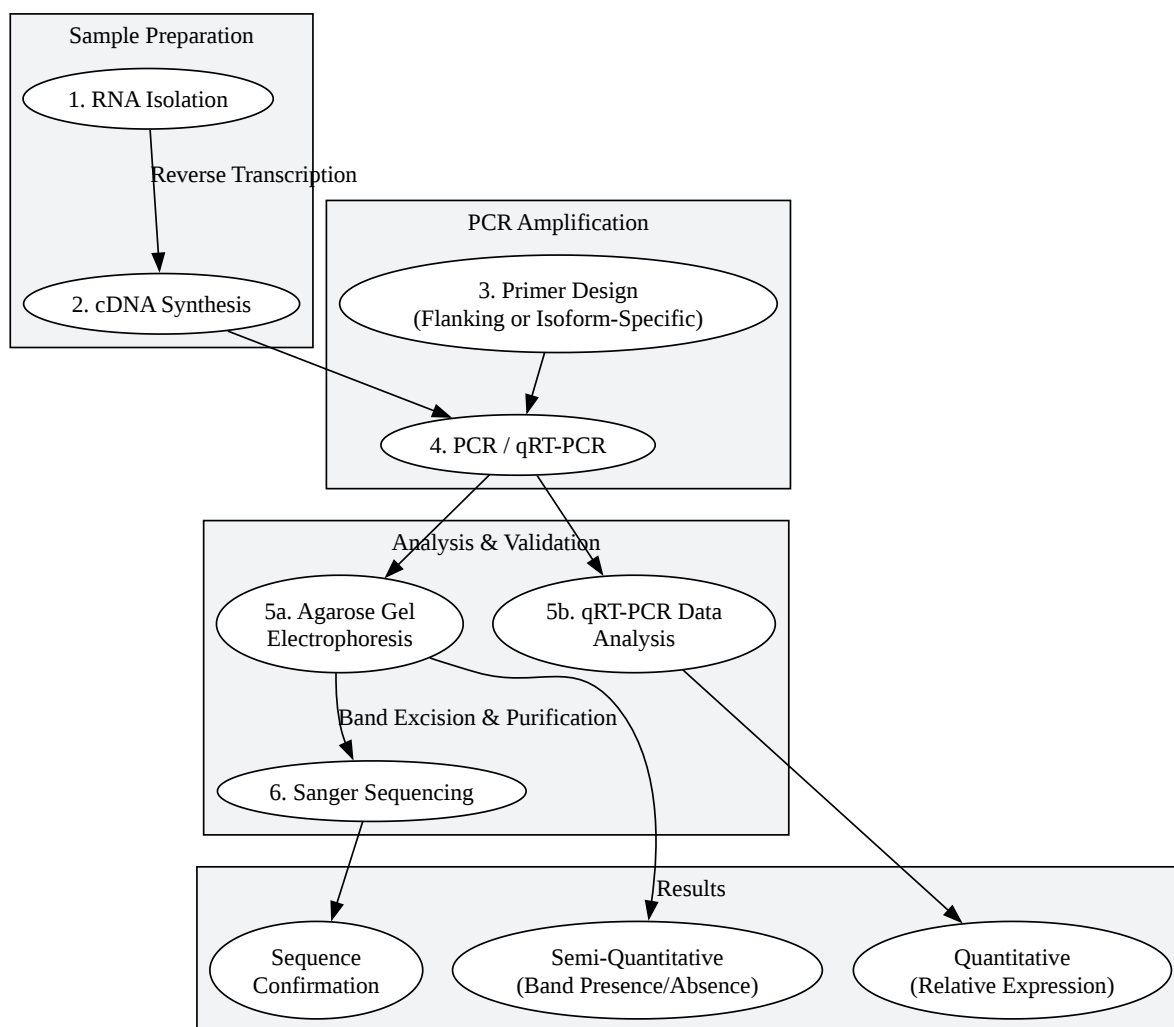 Sample Preparation
1. RNA Isolation
Reverse Transcription
2. cDNA Synthesis
PCR Amplification
3. Primer Design
(Flanking or Isoform-Specific)
4. PCR / qRT-PCR
Analysis & Validation
5a. Agarose Gel
Electrophoresis
5b. qRT-PCR Data
Analysis
Band Excision & Purification
6. Sanger Sequencing
Results
Sequence
Confirmation
Semi-Quantitative
(Band Presence/Absence)
Quantitative
(Relative Expression)